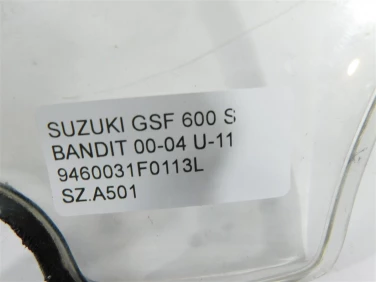 SUZUKI GSF 600 S
BANDIT 00-04 U-11
9460031F0113L
SZ.A501